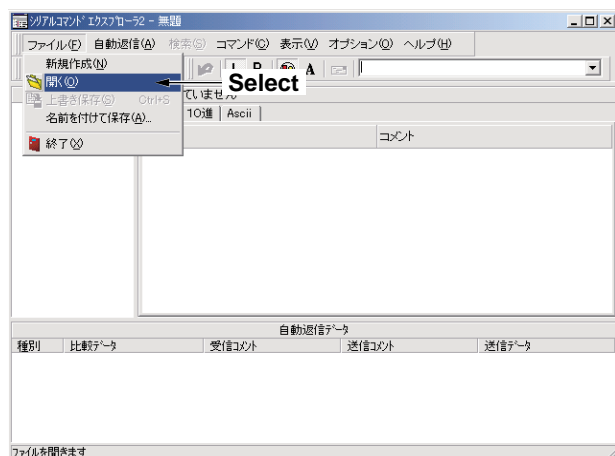 シリアルコマンド エクスプローラ2 - 無題
ファイル(F) 自動返信(A) 検索(S) コマンド(C) 表示(V) オプション(O) ヘルプ(H)
新規作成(N)
開く(O)
Select
上書き保存(S) Ctrl+S
名前を付けて保存(A)...
終了(X)
A
ていません
10進 Ascii
コメント
自動返信データ
種別 比較データ 受信コメント 送信コメント 送信データ
ファイルを開きます